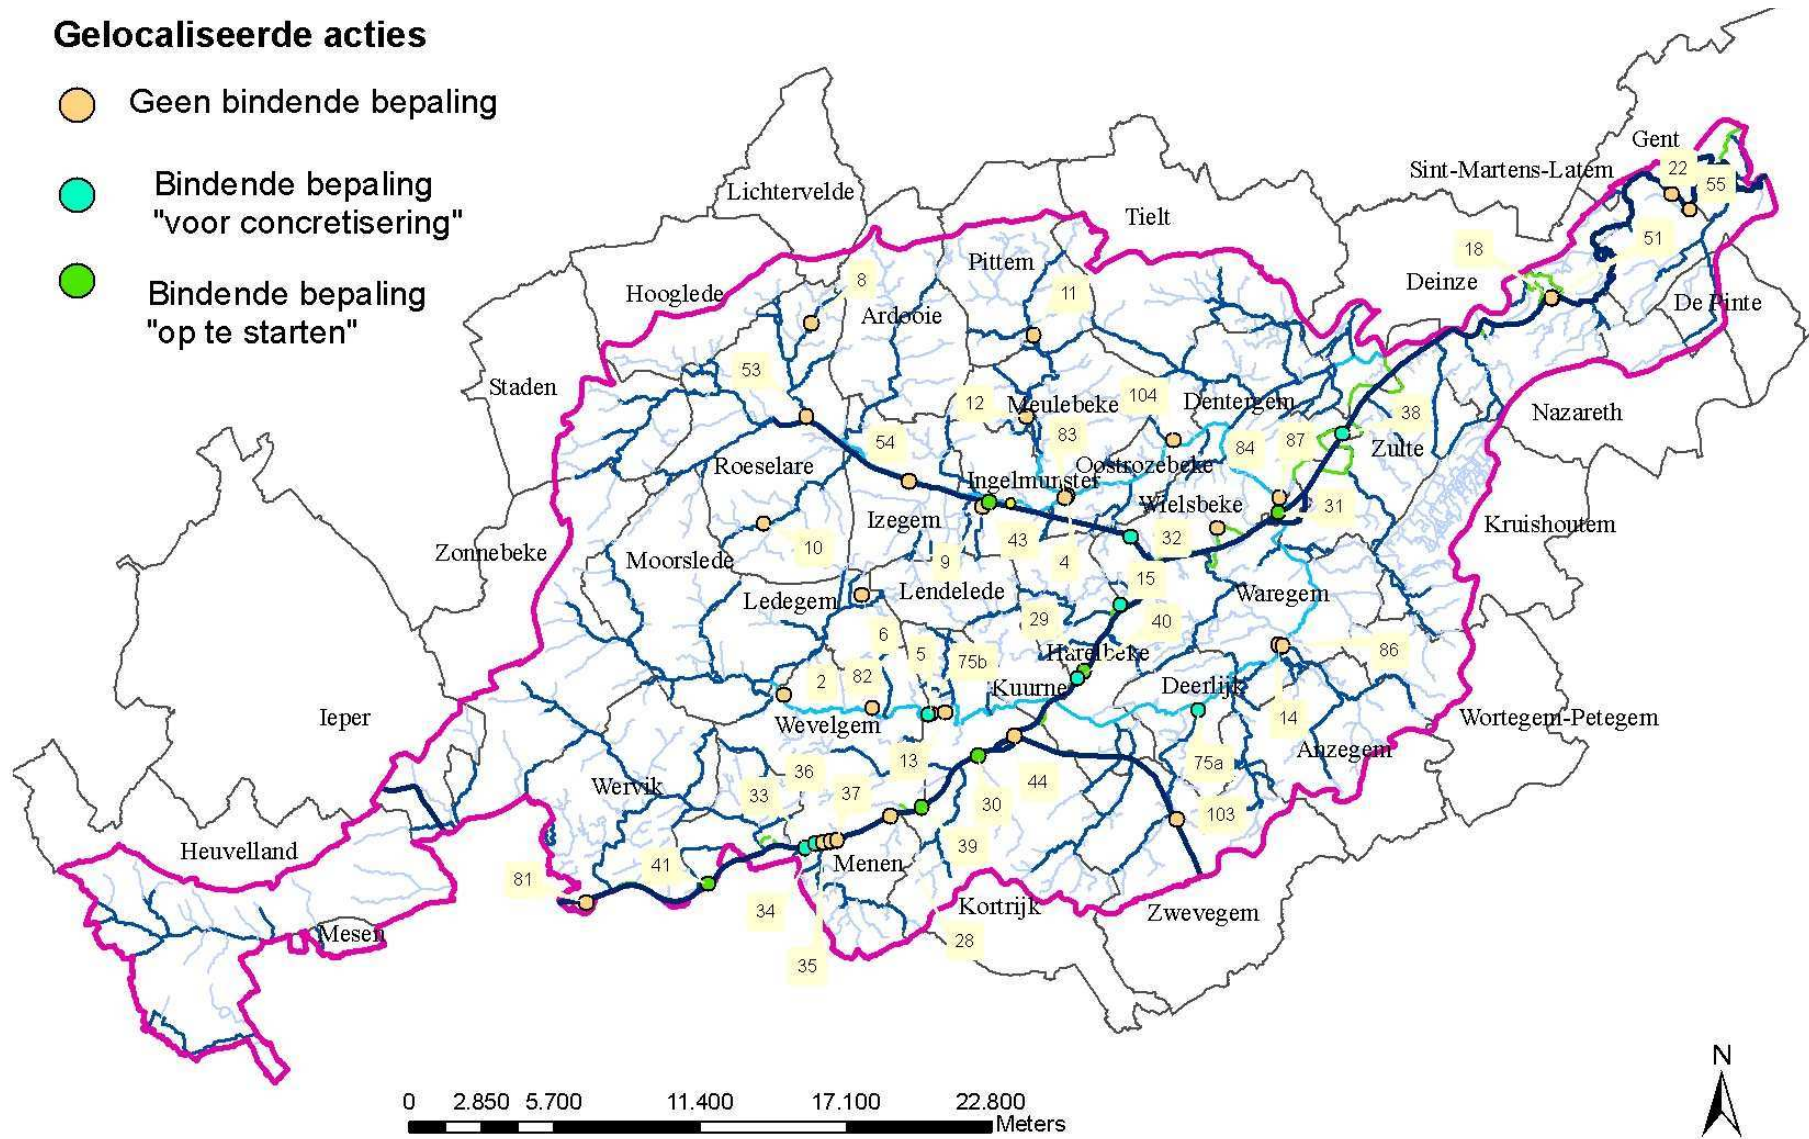 Gelocaliseerde acties
Geen bindende bepaling
Bindende bepaling
"voor concretisering"
Bindende bepaling
"op te starten"
Gent
22
Sint-Martens-Latem
55
Lichtervelde
Tielt
51
18
Pittem
8
Deinze
Hooglede
11
De Pinte
Ardooie
53
Staden
104
12
Meulebeke
Dentergem
38
Nazareth
83
54
84
87
Zulte
Roeselare
Oostrozebeke
Ingelmunster
Wielsbeke
31
Izegem
Kruishoutem
43
32
10
Zonnebeke
Moorslede
9
4
15
Lendelede
Waregem
Ledegem
29
40
6
Harelbeke
86
5
75b
2
82
Kuurne
Deerlijk
Ieper
14
Wortegem-Petegem
Wevelgem
Anzegem
13
75a
36
44
Wervik
33
37
30
103
39
Heuvelland
Menen
41
81
Kortrijk
34
Zwevegem
Mesen
28
35
N
0 2.850 5.700 11.400 17.100 22.800
Meters